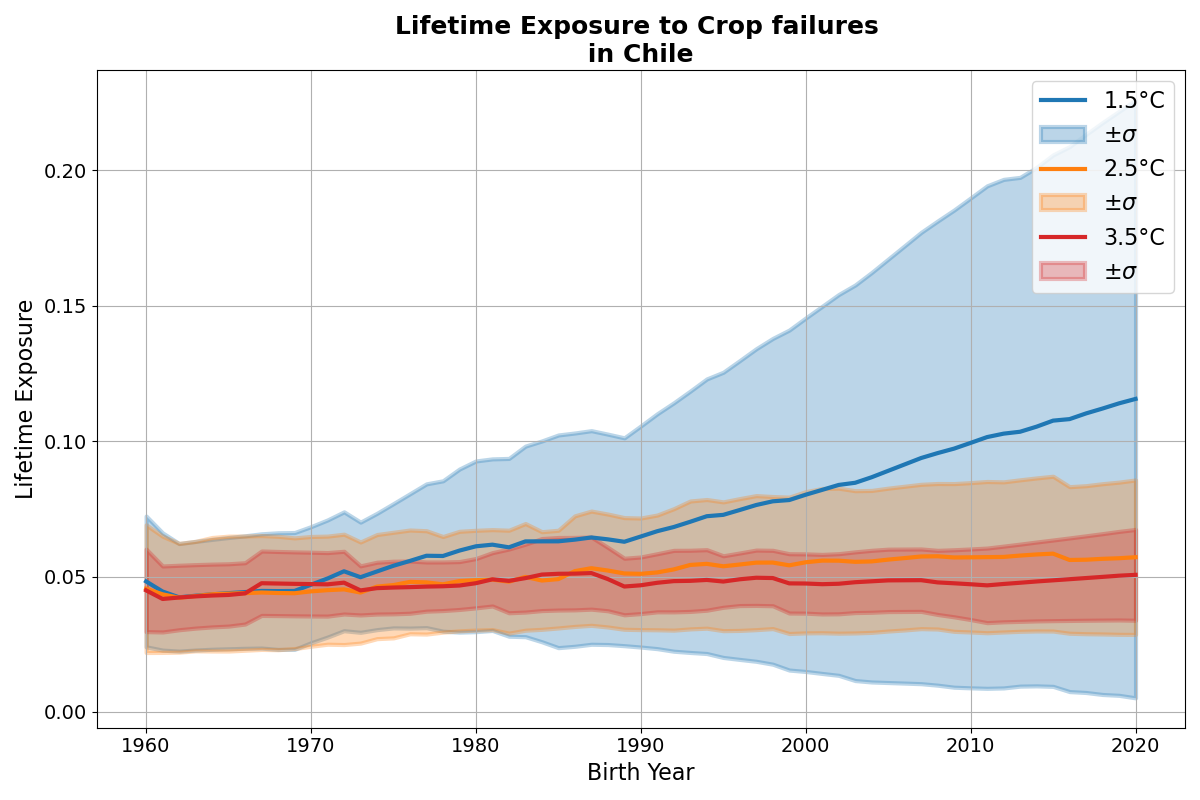 Lifetime Exposure to Crop failures
in Chile
Lifetime Exposure
0.20
0.15
0.10
0.05
0.00
1.5°C
±σ
2.5°C
±σ
3.5°C
±σ
1960
1970
1980
1990
2000
2010
2020
Birth Year